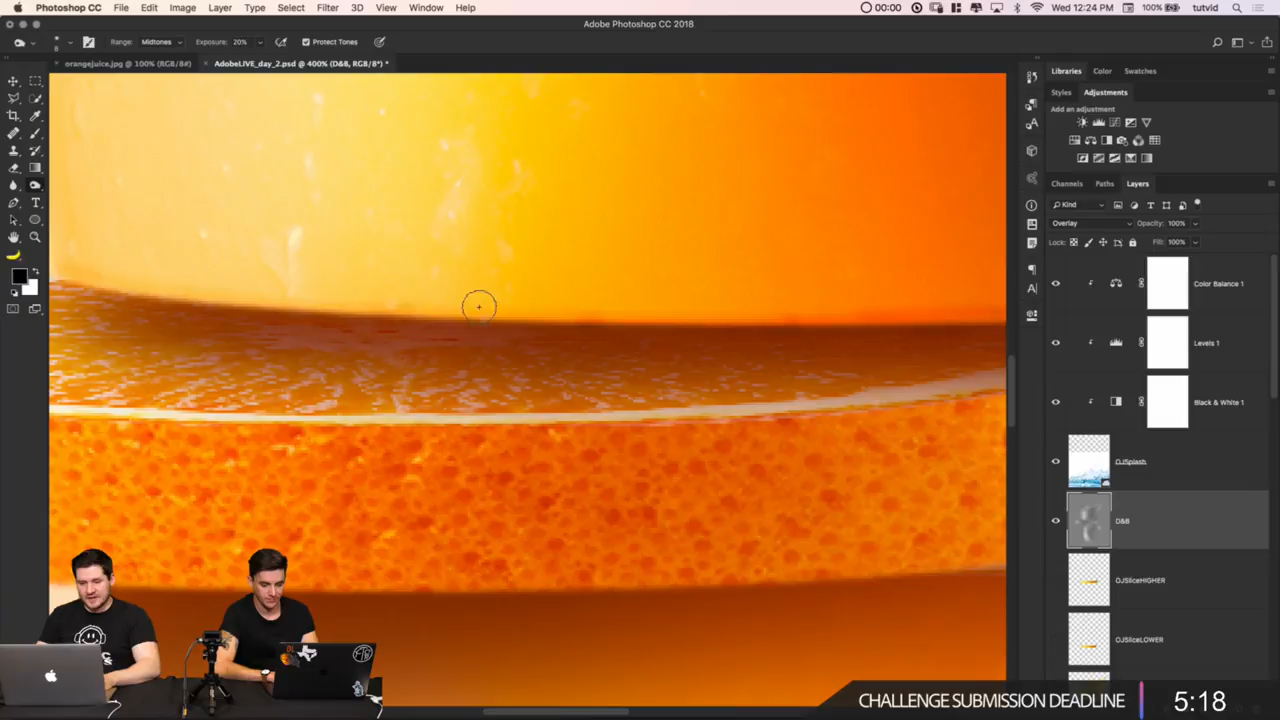 Photoshop CC File Edit Image Layer Type Select Filter 3D View Window Help 00:00 100% Wed 12:24 PM tutvid
Adobe Photoshop CC 2018
8 Range: Midtones Exposure: 20% Protect Tones
orangejuice.jpg @ 100% (RGB/8#) AdobeLIVE_day_2.psd @ 400% (D&B, RGB/8*) *
Libraries Color Swatches
Styles Adjustments
Add an adjustment
Channels Paths Layers
Kind
Overlay Opacity: 100%
Lock: Fill: 100%
Color Balance 1
Levels 1
Black & White 1
OJSplash
D&B
OJSliceHIGHER
OJSliceLOWER
CHALLENGE SUBMISSION DEADLINE 5:18